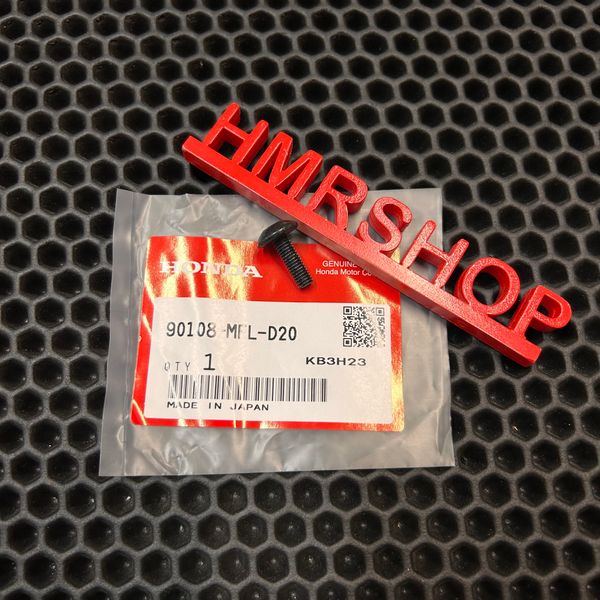 HMRSHOP
HONDA
GENUINE
Honda Motor Co
90108-MFL-D20
QTY 1
KB3H23
MADE IN JAPAN